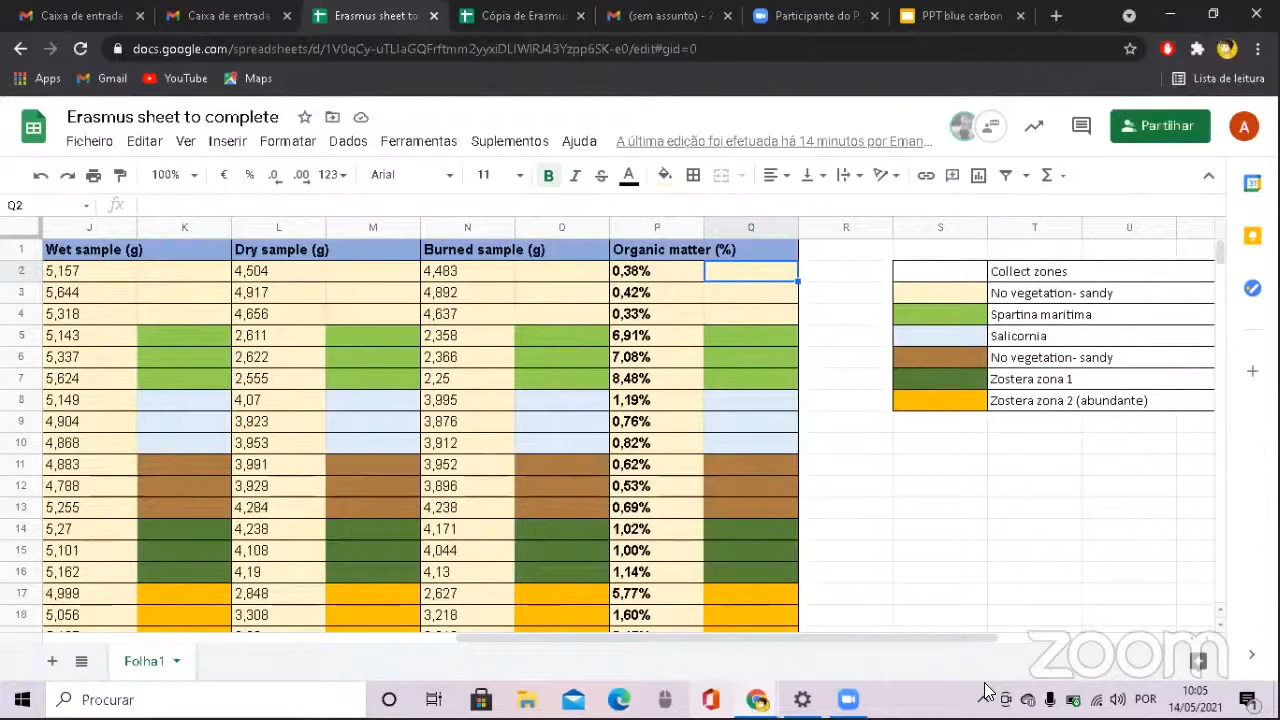 Caixa de entrada
Caixa de entrada
Erasmus sheet to
Cópia de Erasmu
(sem assunto) - 2
Participante do P
PPT blue carbon
docs.google.com/spreadsheets/d/1V0qCy-uTLIaGQFrftmm2yyxiDLIWIRJ43Yzpp6SK-e0/edit#gid=0
Apps Gmail YouTube Maps Lista de leitura
Erasmus sheet to complete
Ficheiro Editar Ver Inserir Formatar Dados Ferramentas Suplementos Ajuda A última edição foi efetuada há 14 minutos por Eman...
Partilhar A
100% € % .0 .00 123 Arial 11 B I S A
Q2 fx
J K L M N O P Q R S T U
1 Wet sample (g) Dry sample (g) Burned sample (g) Organic matter (%)
2 5,157 4,504 4,483 0,38% Collect zones
3 5,644 4,917 4,892 0,42% No vegetation- sandy
4 5,318 4,656 4,637 0,33% Spartina maritima
5 5,143 2,611 2,358 6,91% Salicornia
6 5,337 2,622 2,366 7,08% No vegetation- sandy
7 5,624 2,555 2,25 8,48% Zostera zona 1
8 5,149 4,07 3,995 1,19% Zostera zona 2 (abundante)
9 4,904 3,923 3,876 0,76%
10 4,868 3,953 3,912 0,82%
11 4,883 3,991 3,952 0,62%
12 4,788 3,929 3,896 0,53%
13 5,255 4,284 4,238 0,69%
14 5,27 4,238 4,171 1,02%
15 5,101 4,108 4,044 1,00%
16 5,162 4,19 4,13 1,14%
17 4,999 2,848 2,627 5,77%
18 5,056 3,308 3,218 1,60%
Folha1
zoom
Procurar
POR
10:05
14/05/2021